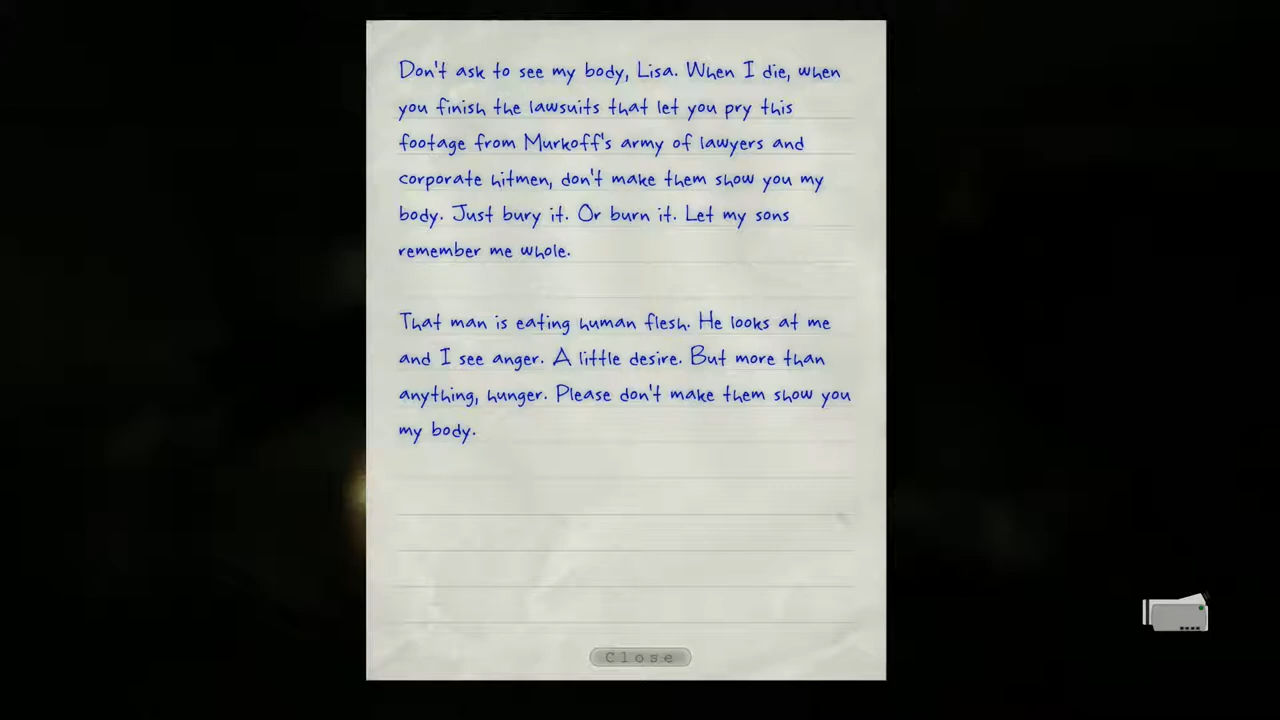 Don't ask to see my body, Lisa. When I die, when
you finish the lawsuits that let you pry this
footage from Murkoff's army of lawyers and
corporate hitmen, don't make them show you my
body. Just bury it. Or burn it. Let my sons
remember me whole.
That man is eating human flesh. He looks at me
and I see anger. A little desire. But more than
anything, hunger. Please don't make them show you
my body.
Close